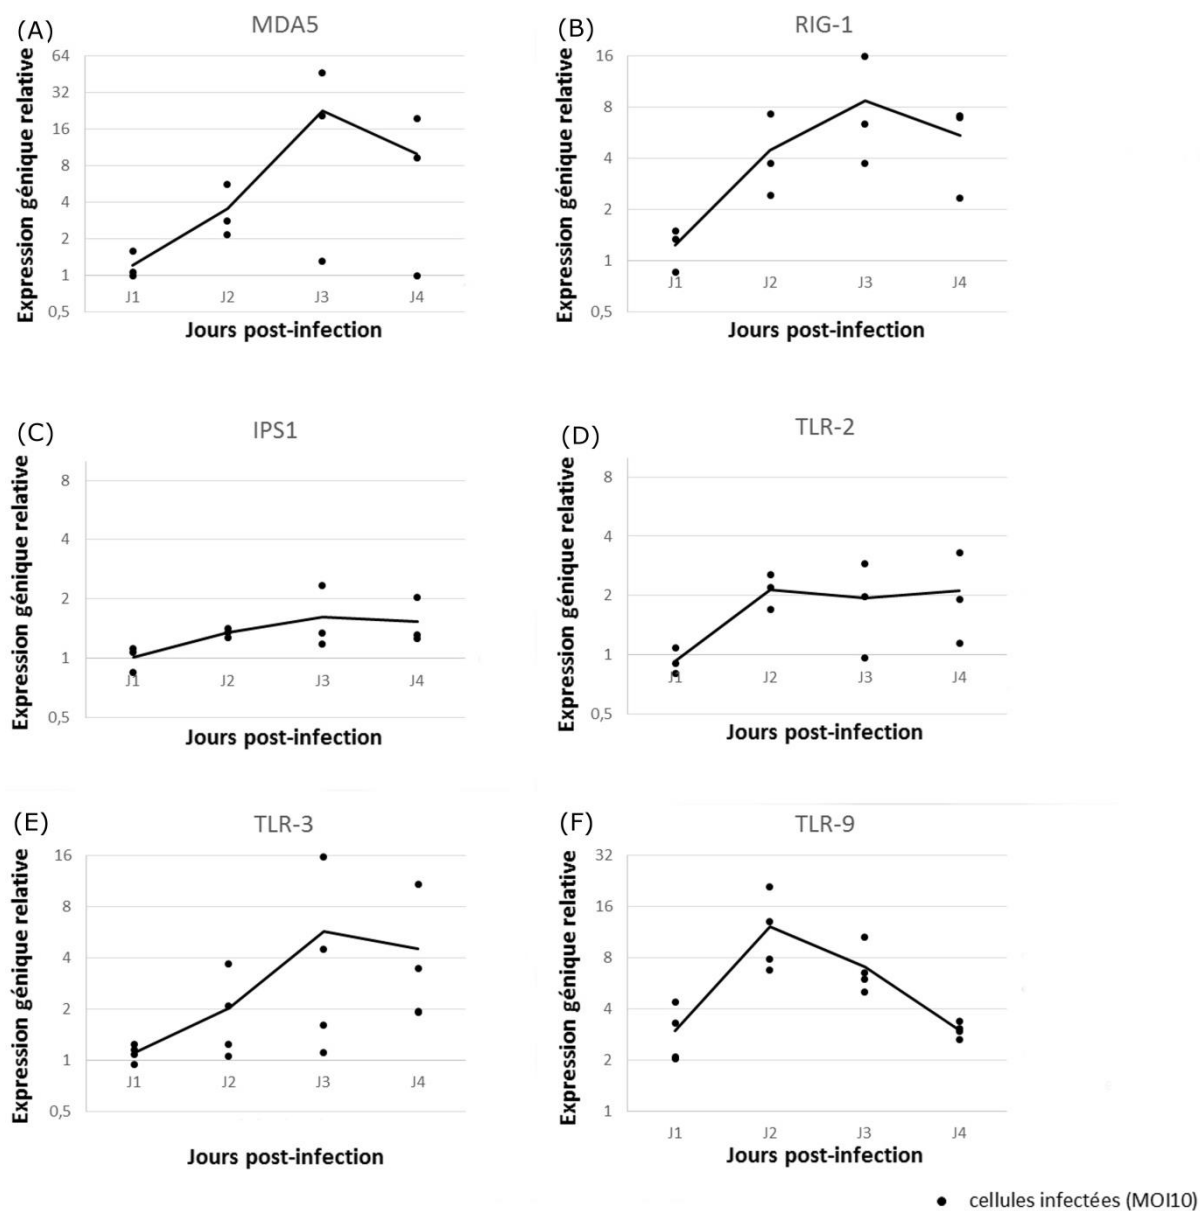 (A)
MDA5
Expression génique relative
64
32
16
8
4
2
1
0,5
J1 J2 J3 J4
Jours post-infection
(B)
RIG-1
Expression génique relative
16
8
4
2
1
0,5
J1 J2 J3 J4
Jours post-infection
(C)
IPS1
Expression génique relative
8
4
2
1
0,5
J1 J2 J3 J4
Jours post-infection
(D)
TLR-2
Expression génique relative
8
4
2
1
0,5
J1 J2 J3 J4
Jours post-infection
(E)
TLR-3
Expression génique relative
16
8
4
2
1
0,5
J1 J2 J3 J4
Jours post-infection
(F)
TLR-9
Expression génique relative
32
16
8
4
2
1
J1 J2 J3 J4
Jours post-infection
cellules infectées (MOI10)